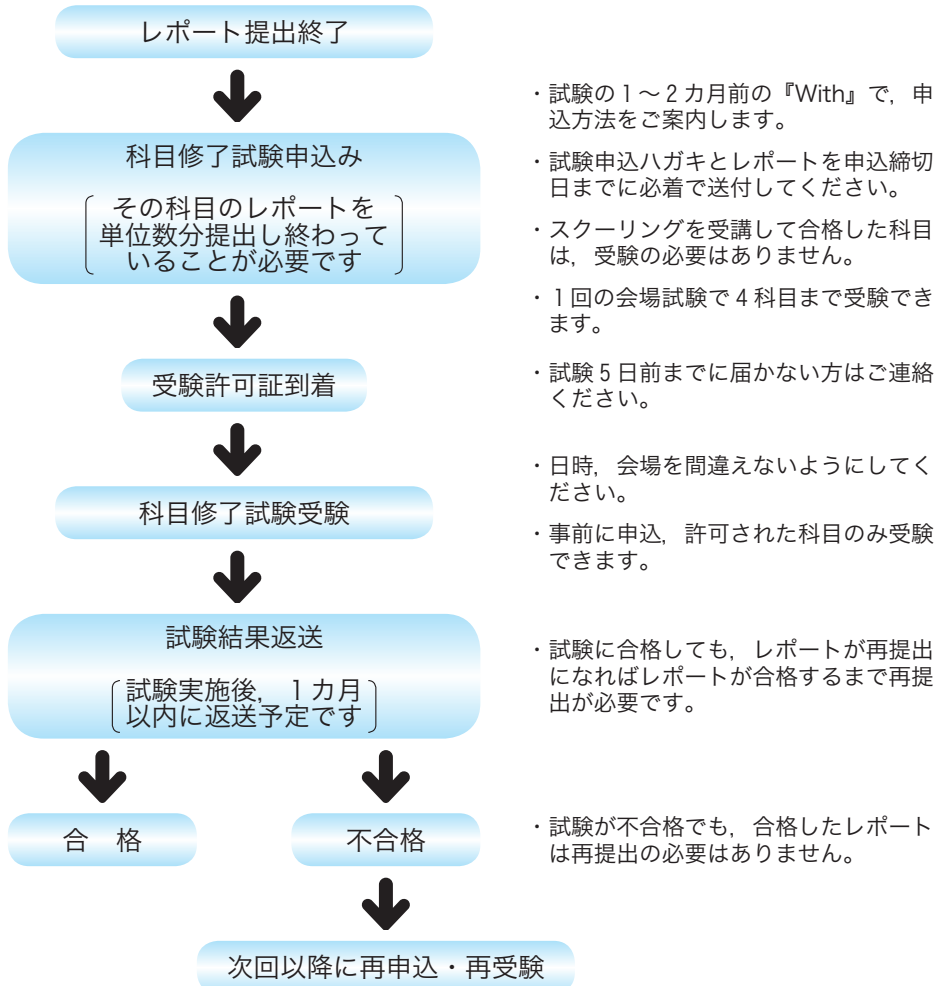 レポート提出終了
・試験の1～2カ月前の『With』で，申
込方法をご案内します。
科目修了試験申込み
その科目のレポートを
単位数分提出し終わって
いることが必要です
・試験申込ハガキとレポートを申込締切
日までに必着で送付してください。
・スクーリングを受講して合格した科目
は，受験の必要はありません。
・1回の会場試験で4科目まで受験でき
ます。
受験許可証到着
・試験5日前までに届かない方はご連絡
ください。
科目修了試験受験
・日時，会場を間違えないようにしてく
ださい。
・事前に申込，許可された科目のみ受験
できます。
試験結果返送
試験実施後，1カ月
以内に返送予定です
・試験に合格しても，レポートが再提出
になればレポートが合格するまで再提
出が必要です。
合　格
不合格
・試験が不合格でも，合格したレポート
は再提出の必要はありません。
次回以降に再申込・再受験